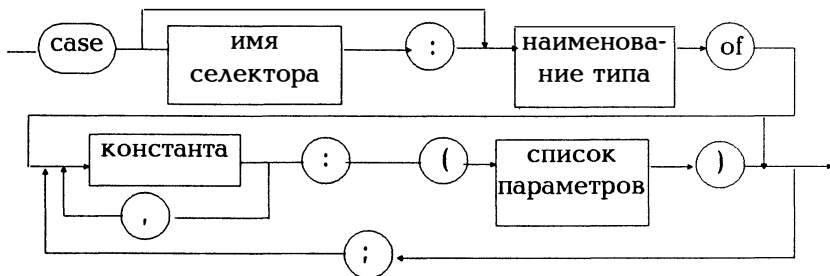 case
имя
селектора
:
наименова-
ние типа
of
константа
:
(
список
параметров
)
,
;